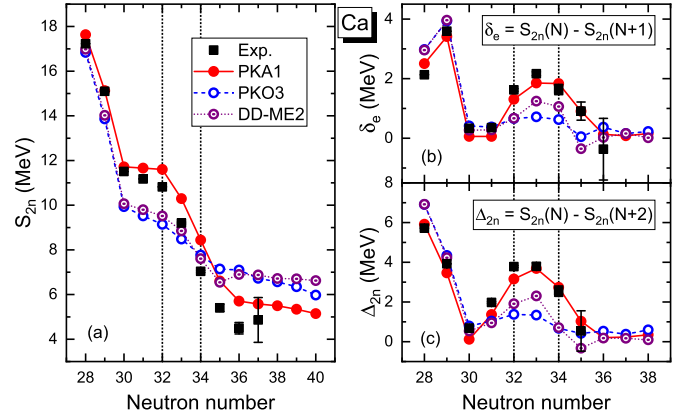 Ca
S2n (MeV)
18
16
14
12
10
8
6
4
Exp.
PKA1
PKO3
DD-ME2
(a)
28 30 32 34 36 38 40
Neutron number
δe (MeV)
4
2
0
δe = S2n(N) - S2n(N+1)
(b)
Δ2n (MeV)
8
6
4
2
0
Δ2n = S2n(N) - S2n(N+2)
(c)
28 30 32 34 36 38
Neutron number